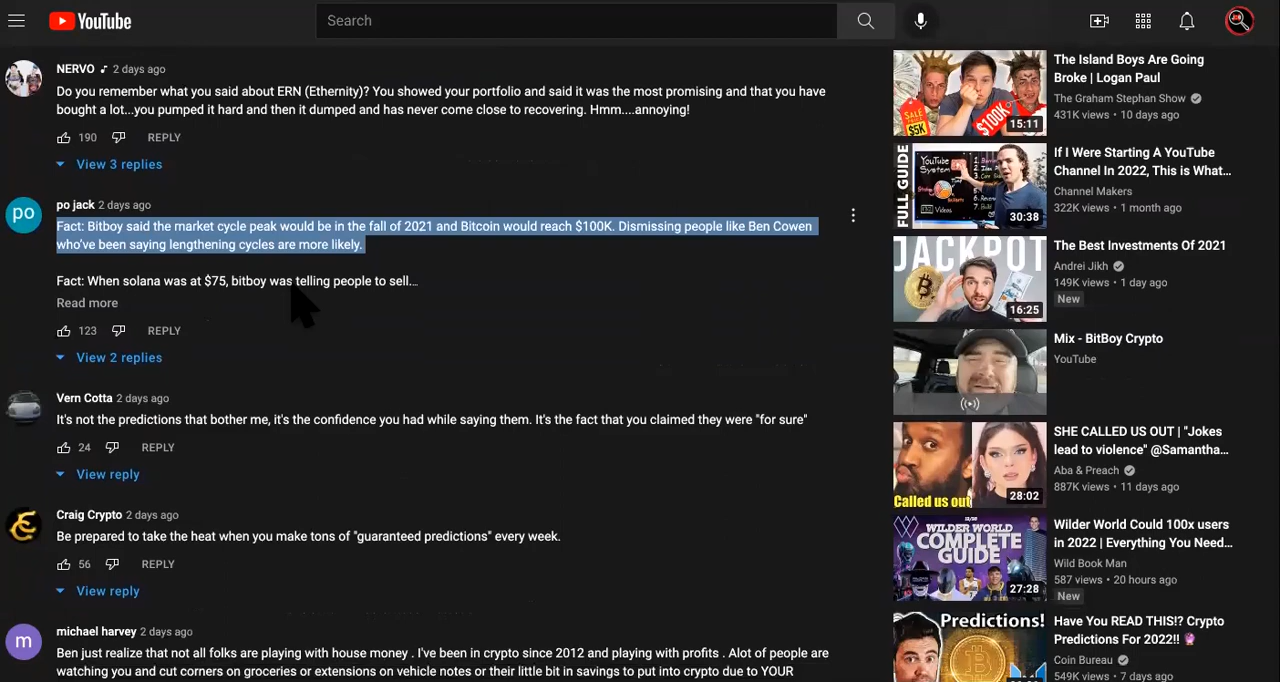 YouTube
Search
NERVO 2 days ago
Do you remember what you said about ERN (Ethernity)? You showed your portfolio and said it was the most promising and that you have
bought a lot...you pumped it hard and then it dumped and has never come close to recovering. Hmm....annoying!
190 REPLY
View 3 replies
po
po jack 2 days ago
Fact: Bitboy said the market cycle peak would be in the fall of 2021 and Bitcoin would reach $100K. Dismissing people like Ben Cowen
who've been saying lengthening cycles are more likely.
Fact: When solana was at $75, bitboy was telling people to sell...
Read more
123 REPLY
View 2 replies
Vern Cotta 2 days ago
It's not the predictions that bother me, it's the confidence you had while saying them. It's the fact that you claimed they were "for sure"
24 REPLY
View reply
Craig Crypto 2 days ago
Be prepared to take the heat when you make tons of "guaranteed predictions" every week.
56 REPLY
View reply
m
michael harvey 2 days ago
Ben just realize that not all folks are playing with house money . I've been in crypto since 2012 and playing with profits . Alot of people are
watching you and cut corners on groceries or extensions on vehicle notes or their little bit in savings to put into crypto due to YOUR
SALE PRICE $5K
$100K
15:11
The Island Boys Are Going
Broke | Logan Paul
The Graham Stephan Show
431K views • 10 days ago
FULL GUIDE
YouTube System
30:38
If I Were Starting A YouTube
Channel In 2022, This is What...
Channel Makers
322K views • 1 month ago
JACKPOT
16:25
The Best Investments Of 2021
Andrei Jikh
149K views • 1 day ago
New
Mix - BitBoy Crypto
YouTube
Called us out
28:02
SHE CALLED US OUT | "Jokes
lead to violence" @Samantha...
Aba & Preach
887K views • 11 days ago
WILDER WORLD
COMPLETE
GUIDE
27:28
Wilder World Could 100x users
in 2022 | Everything You Need...
Wild Book Man
587 views • 20 hours ago
New
Predictions!
Have You READ THIS!? Crypto
Predictions For 2022!!
Coin Bureau
549K views • 7 days ago